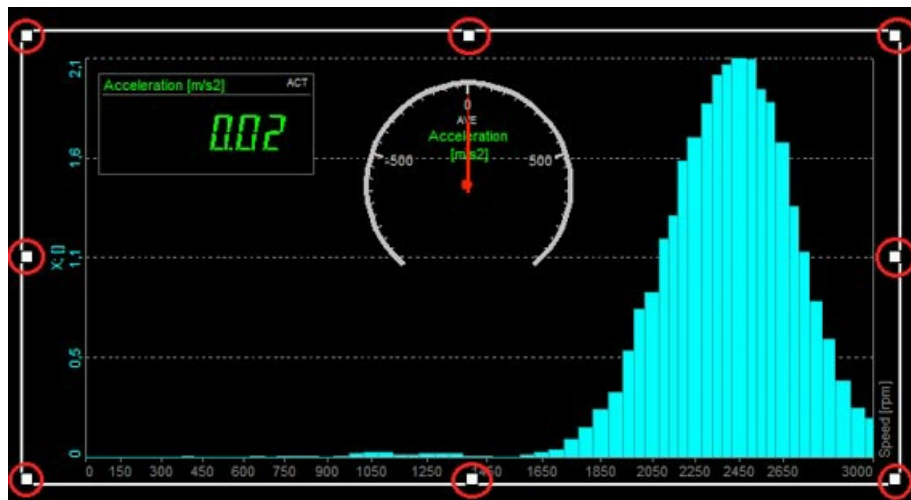 2,1
Acceleration [m/s2] ACT
0.02
0
AVE
Acceleration
[m/s2]
-500 500
1,6
X; []
1,1
0,5
0
0 150 300 450 600 750 900 1050 1250 1450 1650 1850 2050 2250 2450 2650 3000
Speed [rpm]